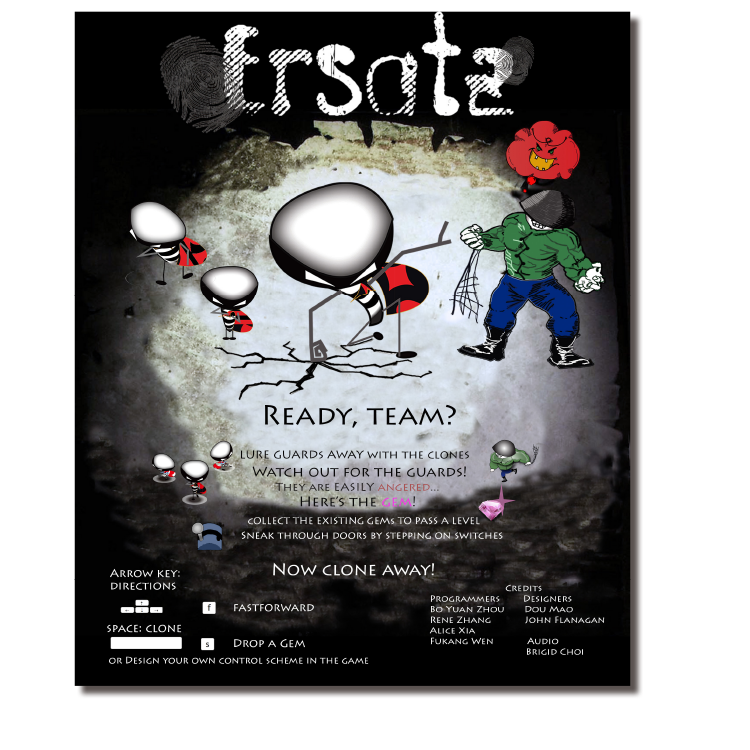 Ersatz
Ready, team?
Lure guards away with the clones
Watch out for the guards!
They are easily angered...
Here's the gem!
collect the existing gems to pass a level
sneak through doors by stepping on switches
Now clone away!
Arrow key:
directions
f Fastforward
space: clone
s Drop a Gem
or Design your own control scheme in the game
Credits
Programmers
Bo Yuan Zhou
Rene Zhang
Alice Xia
Fukang Wen
Designers
Dou Mao
John Flanagan
Audio
Brigid Choi